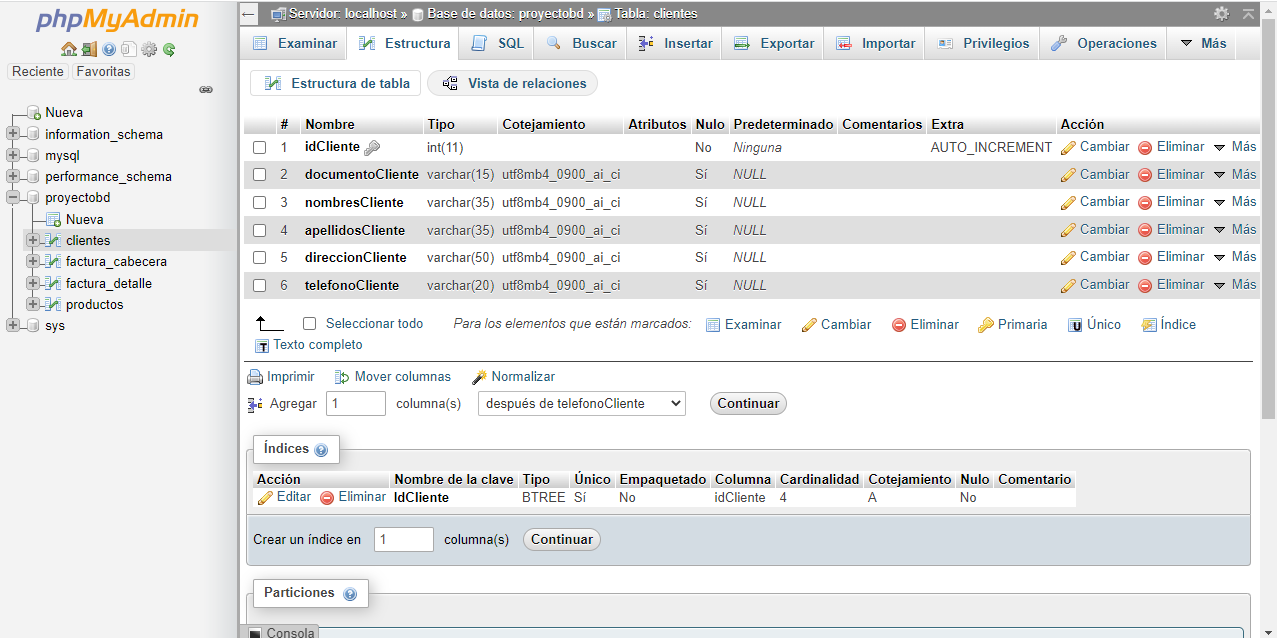 phpMyAdmin
Reciente Favoritas
Nueva
information_schema
mysql
performance_schema
proyectobd
Nueva
clientes
factura_cabecera
factura_detalle
productos
sys
Servidor: localhost » Base de datos: proyectobd » Tabla: clientes
Examinar Estructura SQL Buscar Insertar Exportar Importar Privilegios Operaciones Más
Estructura de tabla Vista de relaciones
# Nombre Tipo Cotejamiento Atributos Nulo Predeterminado Comentarios Extra Acción
1 idCliente int(11) No Ninguna AUTO_INCREMENT Cambiar Eliminar Más
2 documentoCliente varchar(15) utf8mb4_0900_ai_ci Sí NULL Cambiar Eliminar Más
3 nombresCliente varchar(35) utf8mb4_0900_ai_ci Sí NULL Cambiar Eliminar Más
4 apellidosCliente varchar(35) utf8mb4_0900_ai_ci Sí NULL Cambiar Eliminar Más
5 direccionCliente varchar(50) utf8mb4_0900_ai_ci Sí NULL Cambiar Eliminar Más
6 telefonoCliente varchar(20) utf8mb4_0900_ai_ci Sí NULL Cambiar Eliminar Más
Seleccionar todo Para los elementos que están marcados: Examinar Cambiar Eliminar Primaria Único Índice
Texto completo
Imprimir Mover columnas Normalizar
Agregar 1 columna(s) después de telefonoCliente Continuar
Índices
Acción Nombre de la clave Tipo Único Empaquetado Columna Cardinalidad Cotejamiento Nulo Comentario
Editar Eliminar IdCliente BTREE Sí No idCliente 4 A No
Crear un índice en 1 columna(s) Continuar
Particiones
Consola